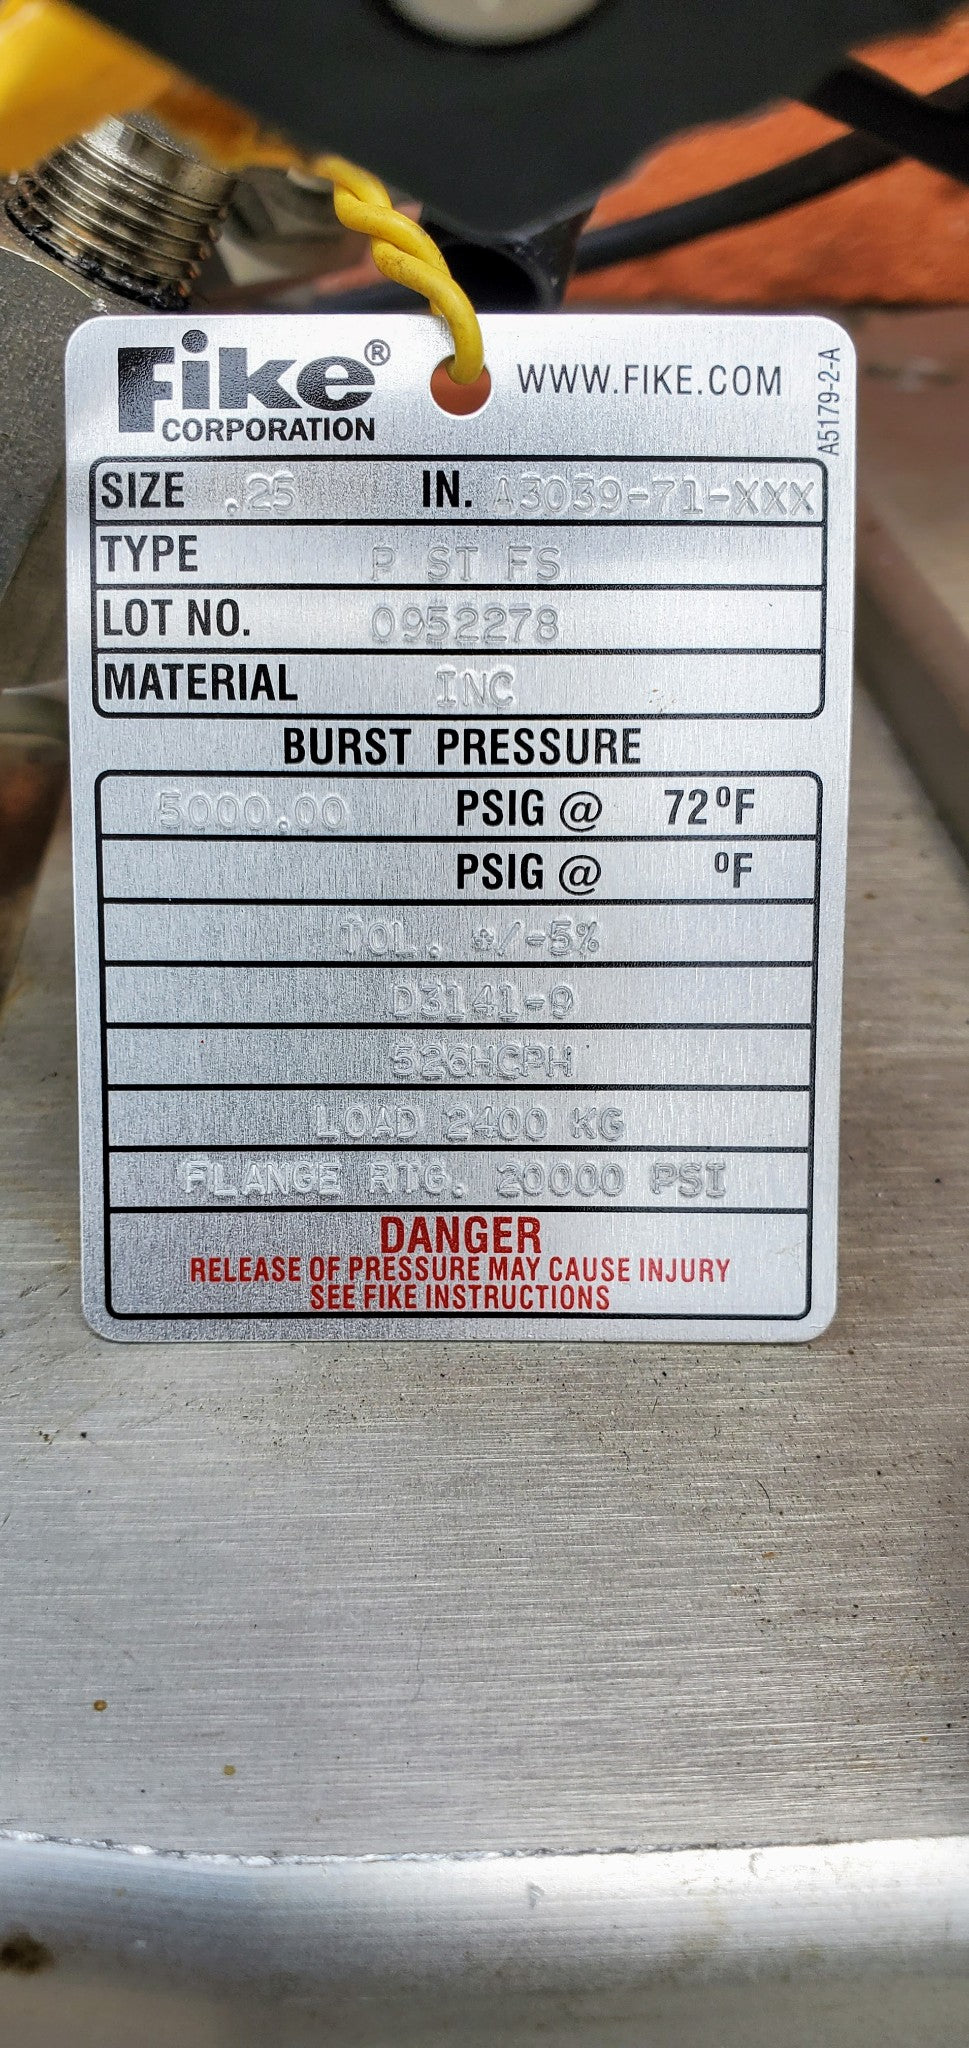 Fike®
CORPORATION
WWW.FIKE.COM
A5179-2-A
SIZE .25 IN. A3039-71-XXX
TYPE P ST FS
LOT NO. 0952278
MATERIAL INC
BURST PRESSURE
5000.00 PSIG @ 72ºF
PSIG @ ºF
TOL. +/-5%
D3141-9
526HCPH
LOAD 2400 KG
FLANGE RTG. 20000 PSI
DANGER
RELEASE OF PRESSURE MAY CAUSE INJURY
SEE FIKE INSTRUCTIONS